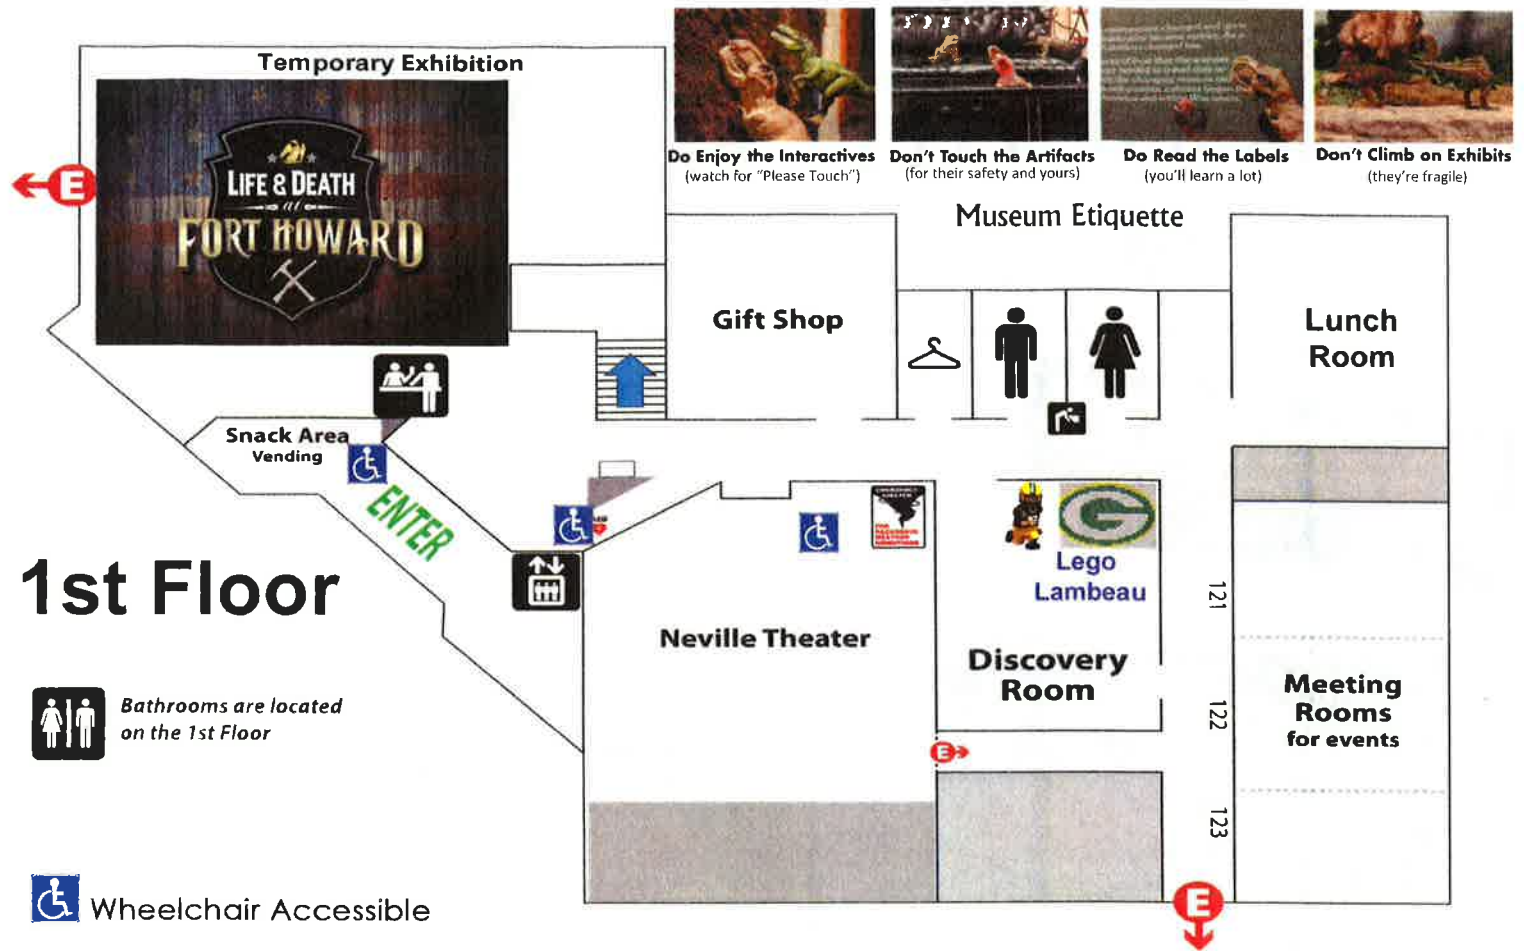 Temporary Exhibition
E
LIFE & DEATH
at
FORT HOWARD
Do Enjoy the Interactives
(watch for "Please Touch")
Don't Touch the Artifacts
(for their safety and yours)
Do Read the Labels
(you'll learn a lot)
Don't Climb on Exhibits
(they're fragile)
Museum Etiquette
Gift Shop
Lunch
Room
Snack Area
Vending
ENTER
1st Floor
Bathrooms are located
on the 1st Floor
Wheelchair Accessible
Neville Theater
G
Lego
Lambeau
Discovery
Room
E
121
122
123
Meeting
Rooms
for events
E